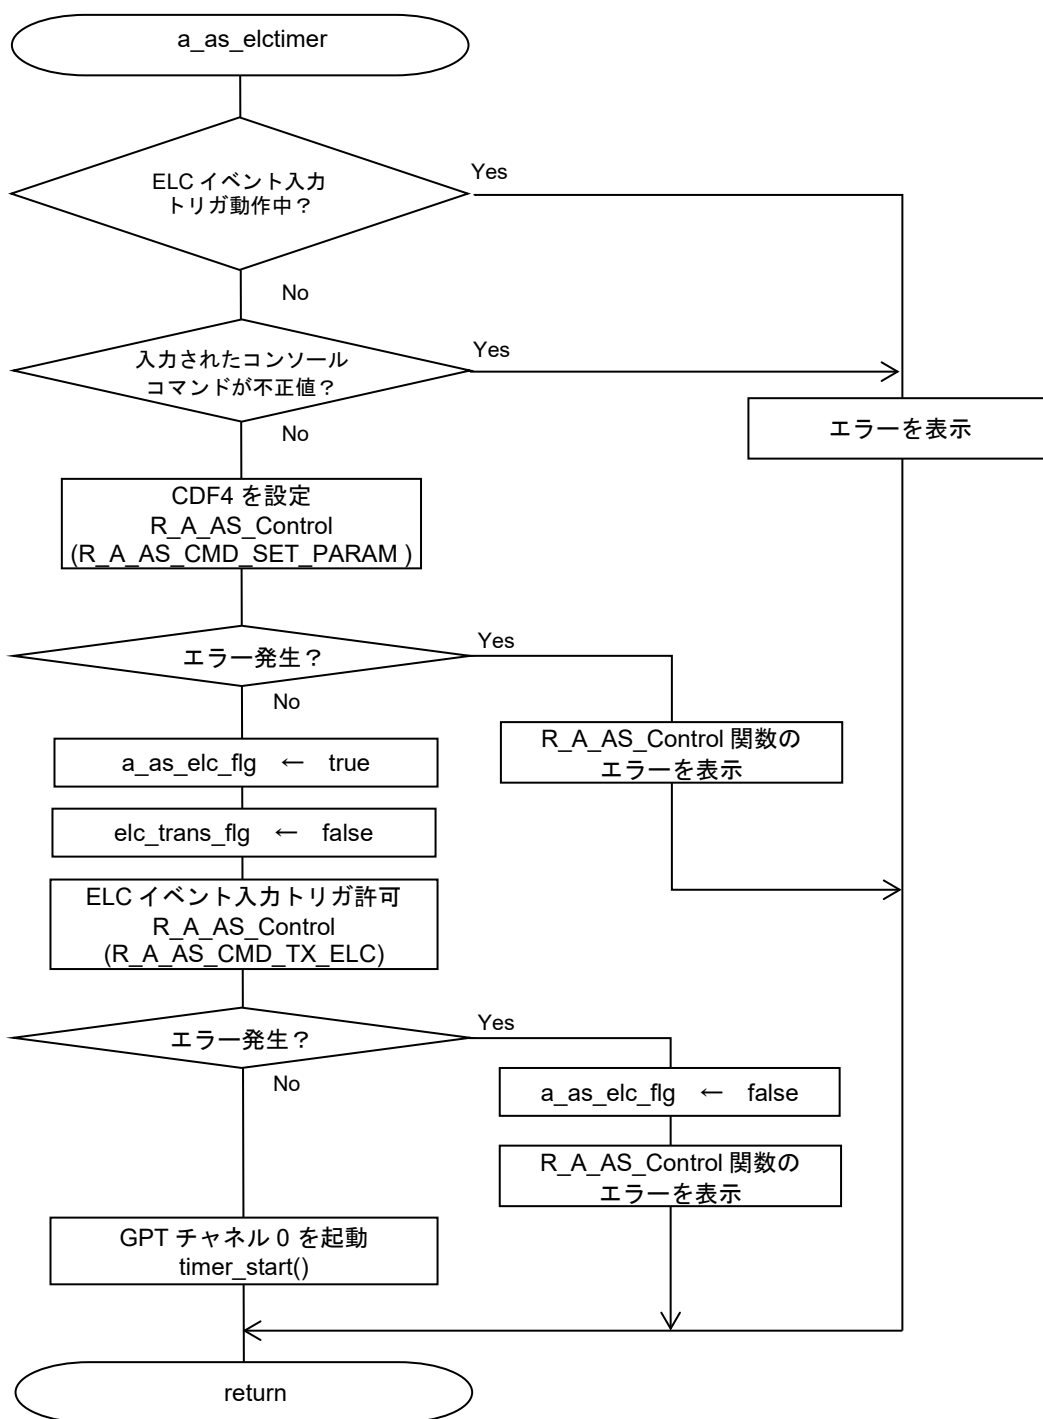 a_as_elctimer
Yes
ELC イベント入力
トリガ動作中？
No
入力されたコンソール
コマンドが不正値？
Yes
No
エラーを表示
CDF4 を設定
R_A_AS_Control
(R_A_AS_CMD_SET_PARAM )
エラー発生？
Yes
No
R_A_AS_Control 関数の
エラーを表示
a_as_elc_flg ← true
elc_trans_flg ← false
ELC イベント入力トリガ許可
R_A_AS_Control
(R_A_AS_CMD_TX_ELC)
エラー発生？
Yes
No
a_as_elc_flg ← false
R_A_AS_Control 関数の
エラーを表示
GPT チャネル 0 を起動
timer_start()
return